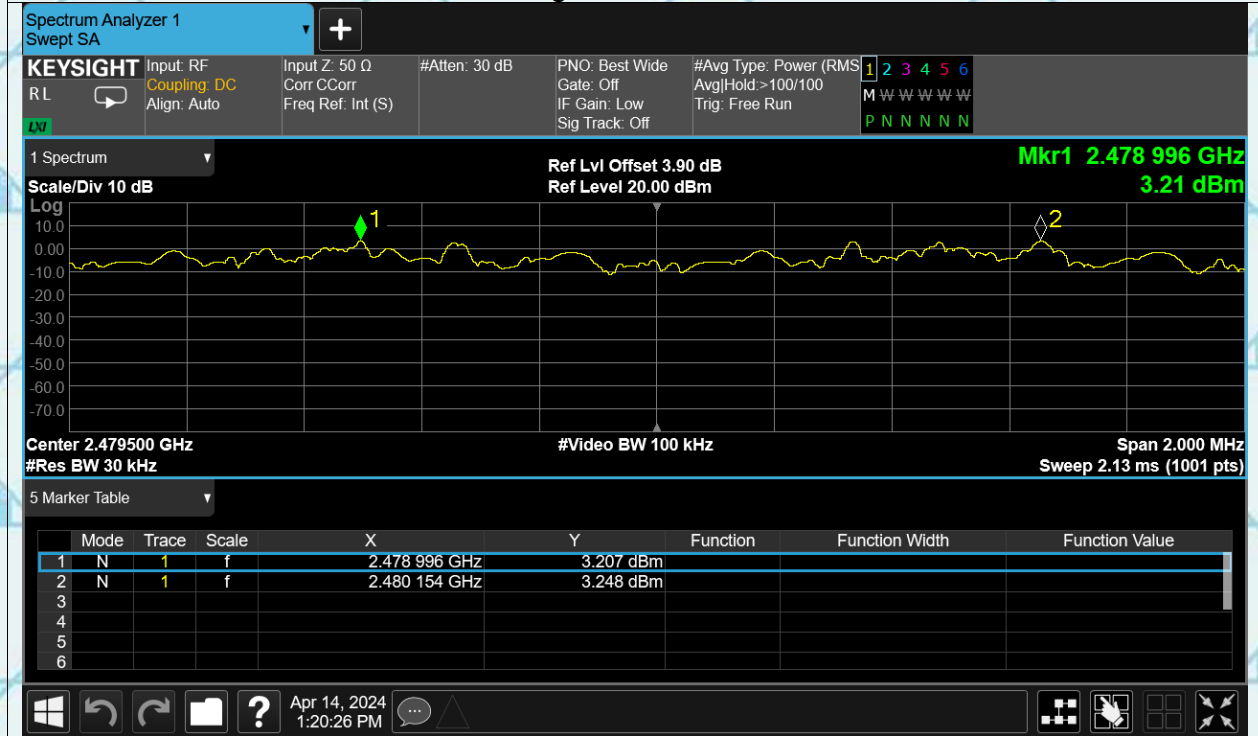 Spectrum Analyzer 1
Swept SA
+
KEYSIGHT
RL
LXI
Input: RF
Coupling: DC
Align: Auto
Input Z: 50 Ω
Corr CCorr
Freq Ref: Int (S)
#Atten: 30 dB
PNO: Best Wide
Gate: Off
IF Gain: Low
Sig Track: Off
#Avg Type: Power (RMS
Avg|Hold:>100/100
Trig: Free Run
1 2 3 4 5 6
M W W W W W
P N N N N N
1 Spectrum
Scale/Div 10 dB
Ref Lvl Offset 3.90 dB
Ref Level 20.00 dBm
Mkr1 2.478 996 GHz
3.21 dBm
Log
10.0
0.00
-10.0
-20.0
-30.0
-40.0
-50.0
-60.0
-70.0
1
2
Center 2.479500 GHz
#Video BW 100 kHz
Span 2.000 MHz
#Res BW 30 kHz
Sweep 2.13 ms (1001 pts)
5 Marker Table
Mode Trace Scale X Y Function Function Width Function Value
1 N 1 f 2.478 996 GHz 3.207 dBm
2 N 1 f 2.480 154 GHz 3.248 dBm
3
4
5
6
?
Apr 14, 2024
1:20:26 PM